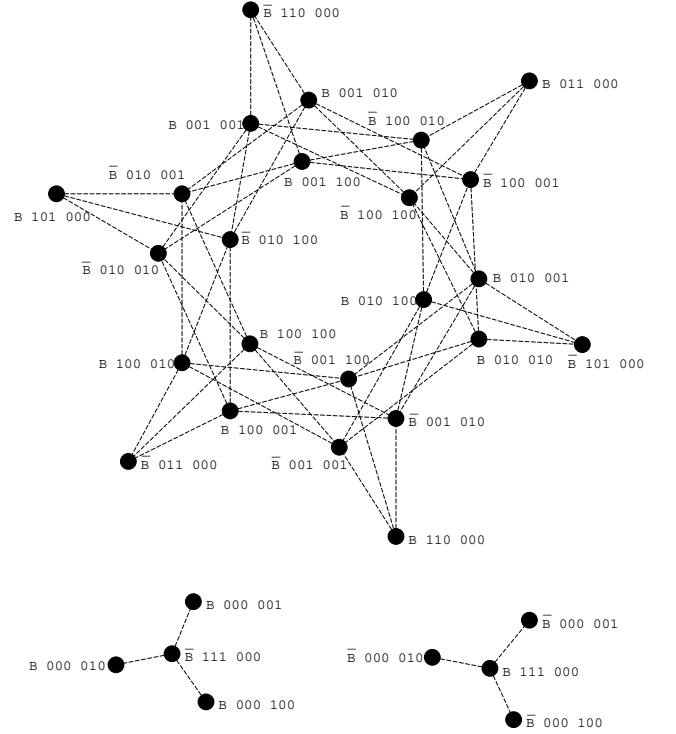 B̅ 110 000
B 011 000
B 001 010
B̅ 100 010
B 001 001
B̅ 010 001
B 001 100
B̅ 100 001
B 101 000
B̅ 100 100
B̅ 010 100
B̅ 010 010
B 010 001
B 010 100
B 100 100
B̅ 001 100
B 010 010
B̅ 101 000
B 100 010
B 100 001
B̅ 001 010
B̅ 011 000
B̅ 001 001
B 110 000
B 000 001
B̅ 000 001
B̅ 111 000
B̅ 000 010
B 000 010
B 111 000
B 000 100
B̅ 000 100